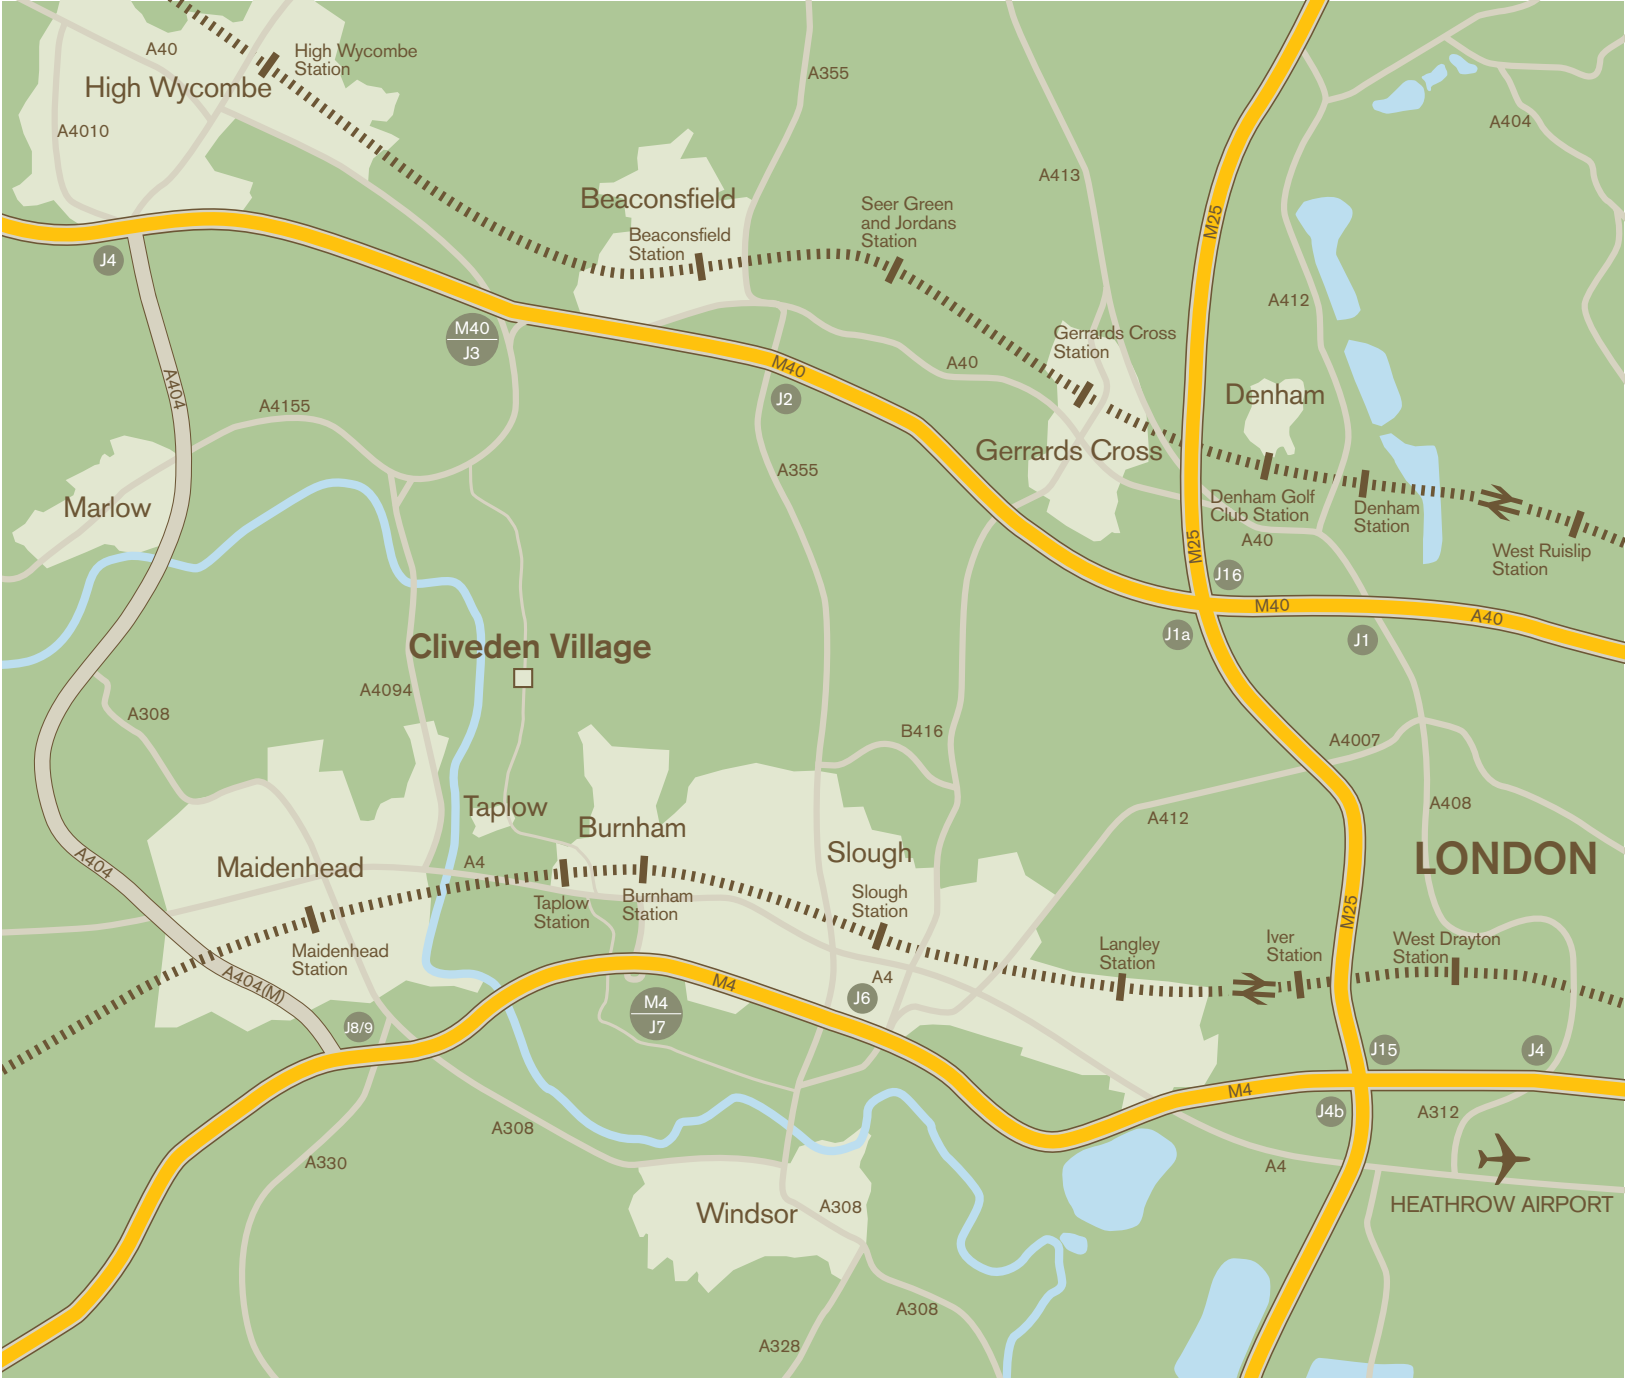 A40
High Wycombe
Station
High Wycombe
A4010
A355
A404
A413
Beaconsfield
Beaconsfield
Station
Seer Green
and Jordans
Station
M25
J4
A412
M40
J3
Gerrards Cross
Station
M40
A40
J2
A404
A4155
Denham
A355
Gerrards Cross
Marlow
Denham Golf
Club Station
Denham
Station
A40
M25
West Ruislip
Station
J16
M40
A40
J1a
J1
Cliveden Village
A4094
A308
B416
A4007
A408
A412
Taplow
Burnham
Slough
LONDON
Maidenhead
A404
A4
Taplow
Station
Burnham
Station
Slough
Station
M25
Maidenhead
Station
Langley
Station
Iver
Station
West Drayton
Station
A404(M)
M4
A4
J6
M4
J7
J8/9
J15
J4
M4
J4b
A312
A308
A330
A4
HEATHROW AIRPORT
Windsor
A308
A308
A328